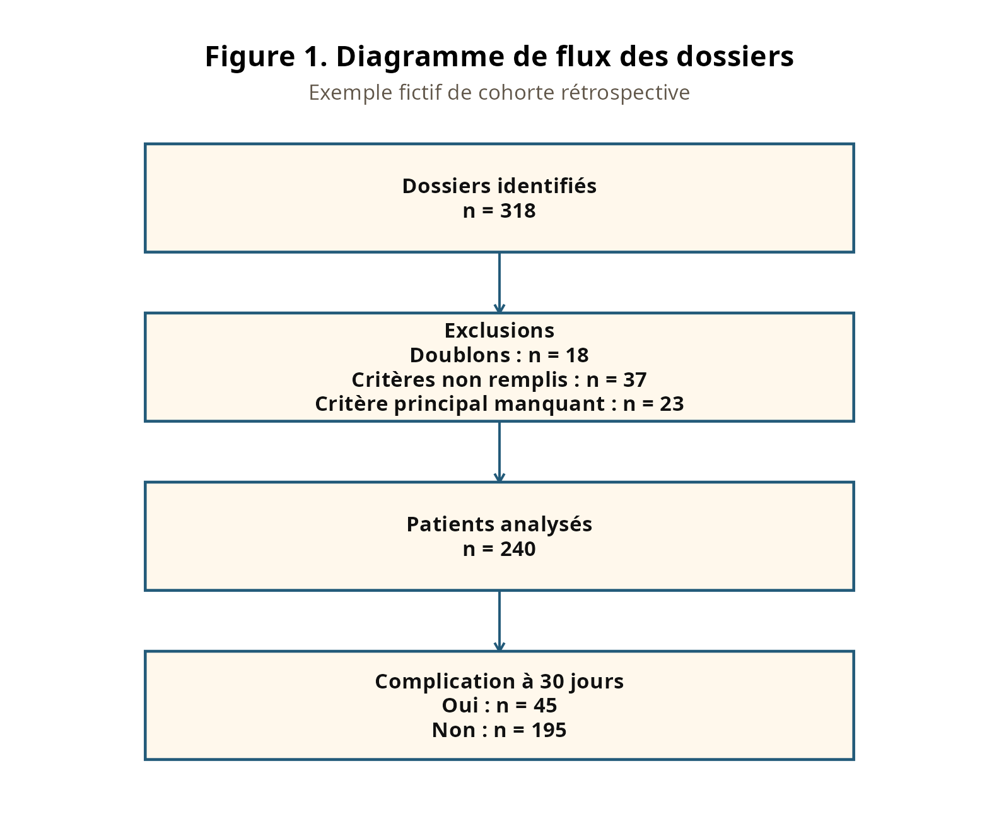 Figure 1. Diagramme de flux des dossiers
Exemple fictif de cohorte rétrospective
Dossiers identifiés
n = 318
Exclusions
Doublons : n = 18
Critères non remplis : n = 37
Critère principal manquant : n = 23
Patients analysés
n = 240
Complication à 30 jours
Oui : n = 45
Non : n = 195